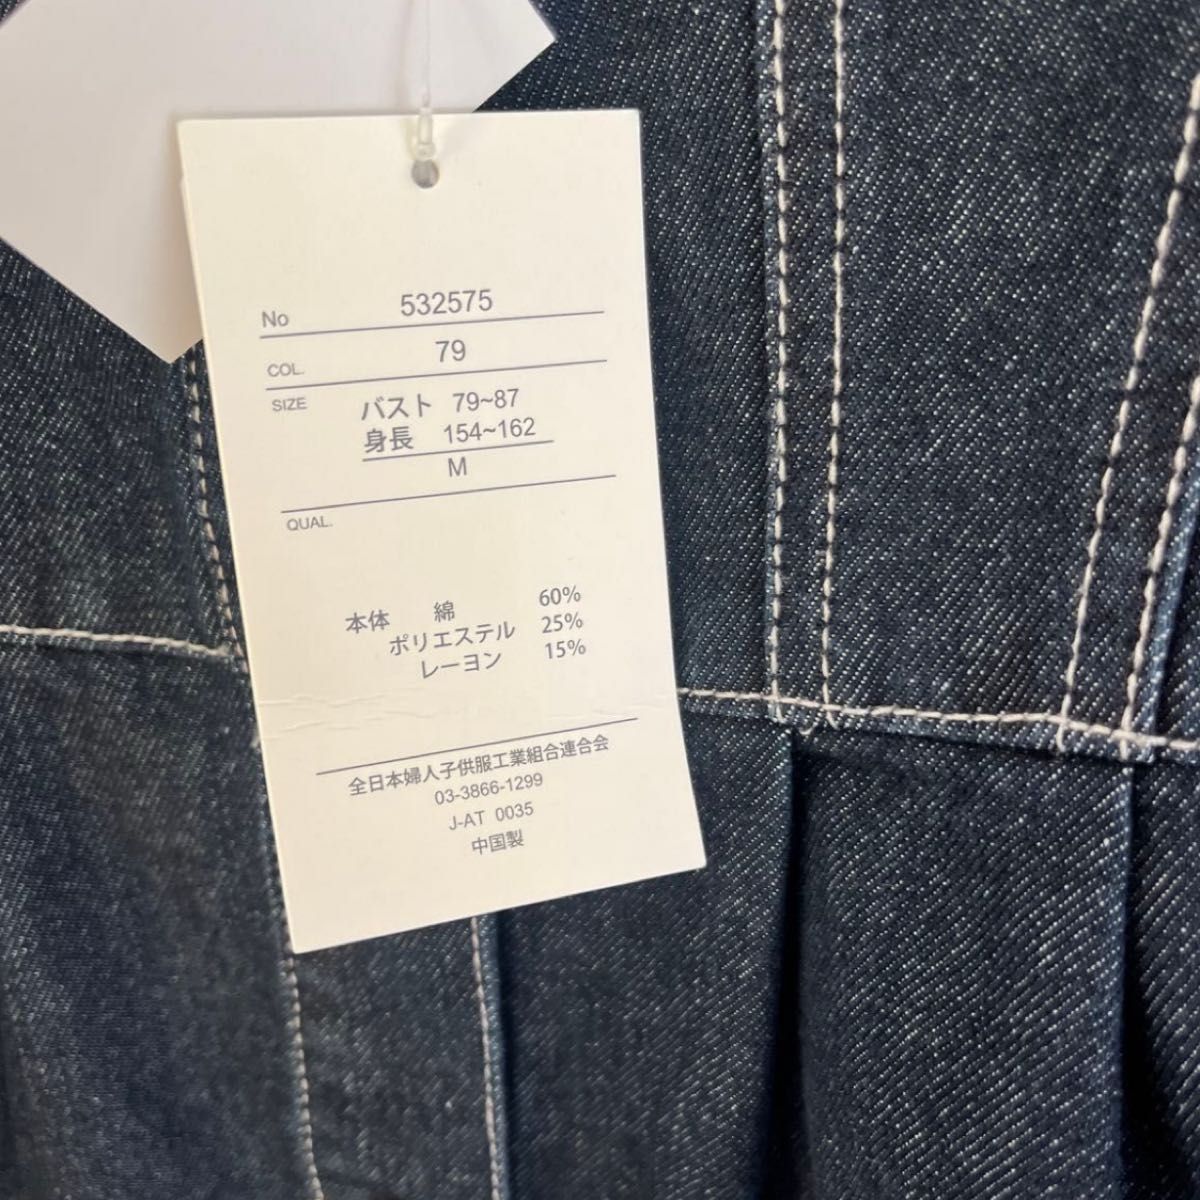 No 532575
COL. 79
SIZE バスト 79~87
身長 154~162
M
QUAL.
本体 綿 60%
ポリエステル 25%
レーヨン 15%
全日本婦人子供服工業組合連合会
03-3866-1299
J-AT 0035
中国製